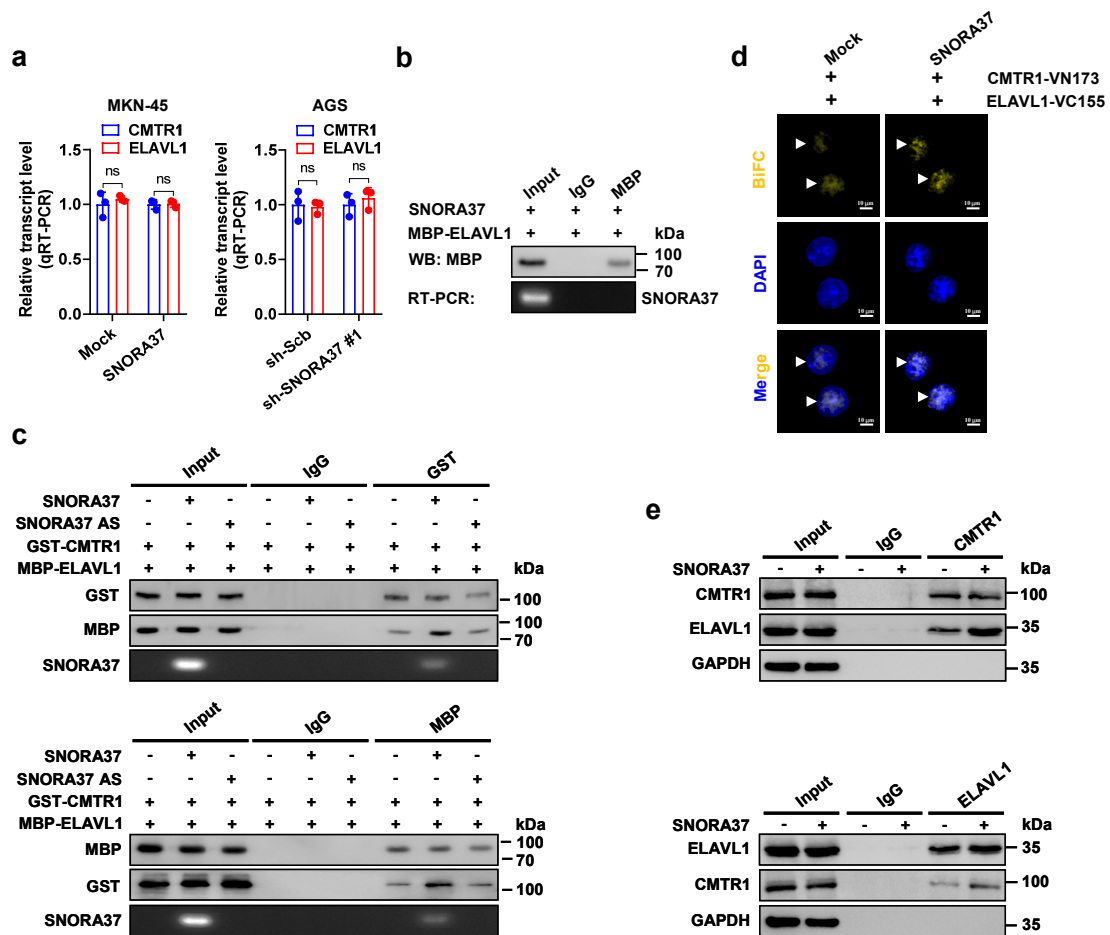 a
MKN-45
CMTR1
ELAVL1
Relative transcript level
(qRT-PCR)
1.5
1.0
0.5
0.0
ns
ns
Mock
SNORA37
AGS
CMTR1
ELAVL1
Relative transcript level
(qRT-PCR)
1.5
1.0
0.5
0.0
ns
ns
sh-Scb
sh-SNORA37 #1
b
Input IgG MBP
SNORA37 + + +
MBP-ELAVL1 + + + kDa
WB: MBP 100
70
RT-PCR: SNORA37
c
Input IgG GST
SNORA37 - + - - + - - + -
SNORA37 AS - - + - - + - - +
GST-CMTR1 + + + + + + + + +
MBP-ELAVL1 + + + + + + + + + kDa
GST 100
MBP 100
70
SNORA37
Input IgG MBP
SNORA37 - + - - + - - + -
SNORA37 AS - - + - - + - - +
GST-CMTR1 + + + + + + + + +
MBP-ELAVL1 + + + + + + + + + kDa
MBP 100
70
GST 100
SNORA37
d
Mock SNORA37
+ + CMTR1-VN173
+ + ELAVL1-VC155
BiFC
10 μm 10 μm
DAPI
10 μm 10 μm
Merge
10 μm 10 μm
e
Input IgG CMTR1
SNORA37 - + - + - + kDa
CMTR1 100
ELAVL1 35
GAPDH 35
Input IgG ELAVL1
SNORA37 - + - + - + kDa
ELAVL1 35
CMTR1 100
GAPDH 35